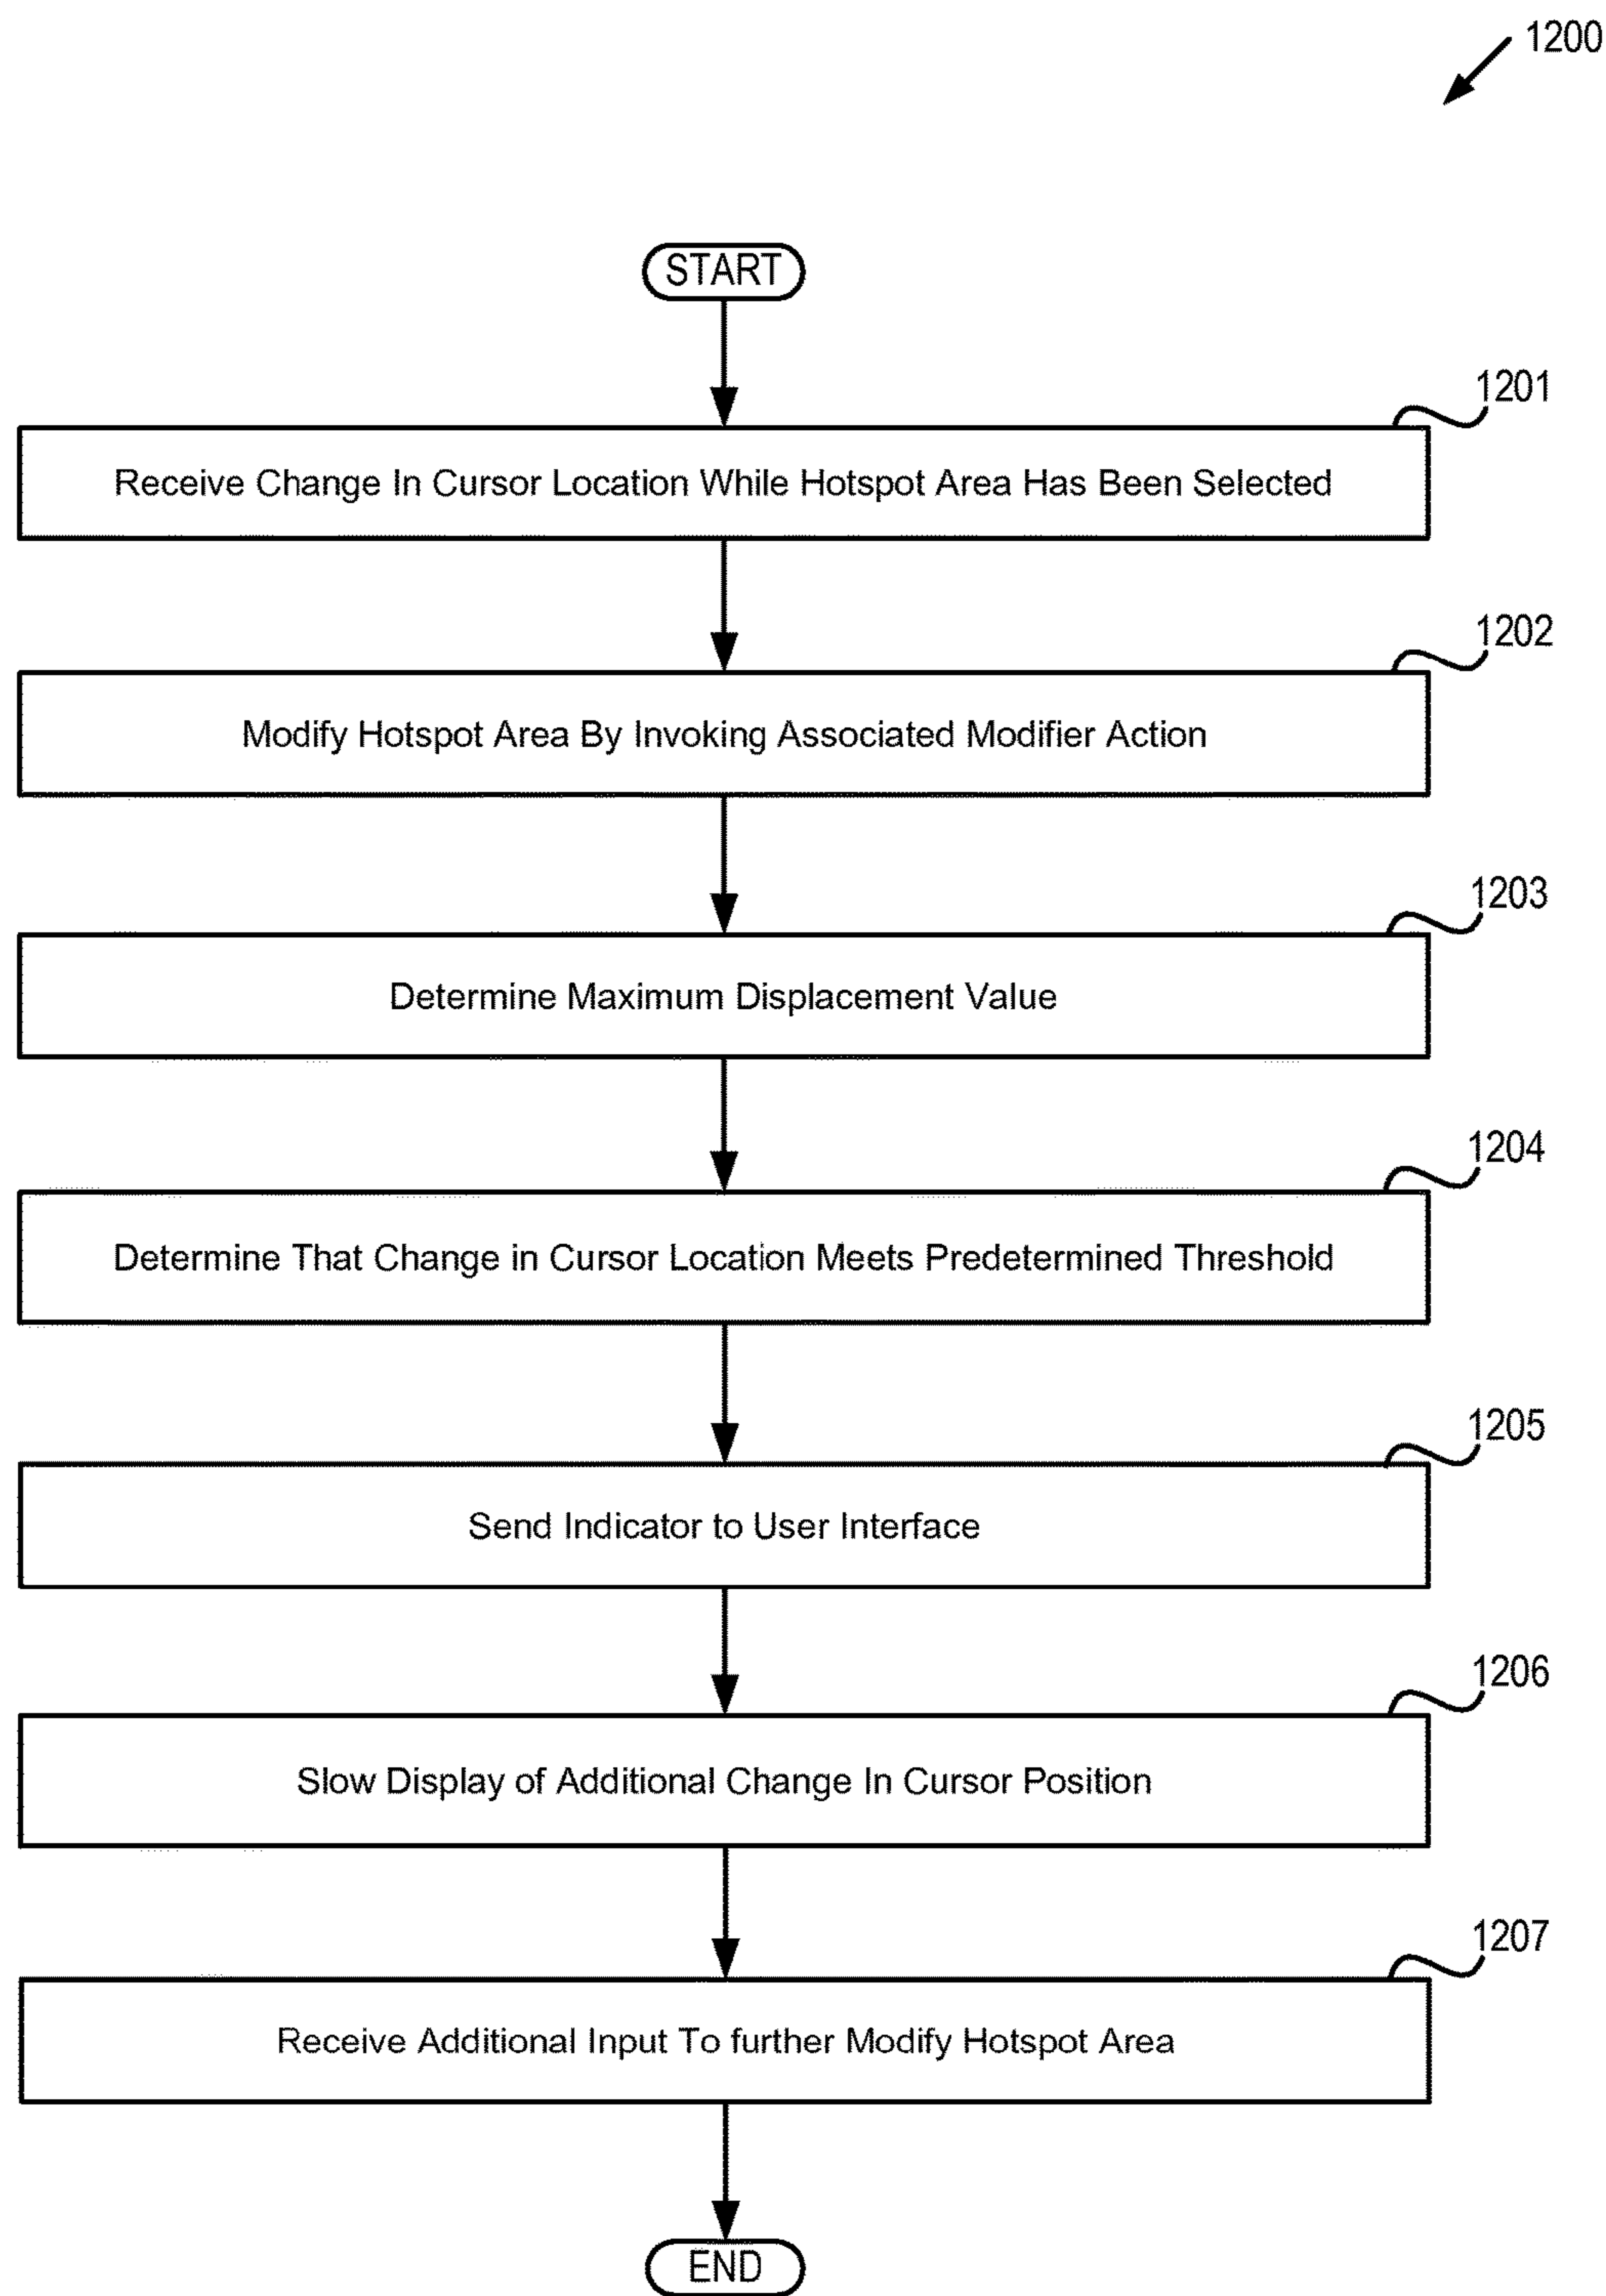 1200
START
1201
Receive Change In Cursor Location While Hotspot Area Has Been Selected
1202
Modify Hotspot Area By Invoking Associated Modifier Action
1203
Determine Maximum Displacement Value
1204
Determine That Change in Cursor Location Meets Predetermined Threshold
1205
Send Indicator to User Interface
1206
Slow Display of Additional Change In Cursor Position
1207
Receive Additional Input To further Modify Hotspot Area
END